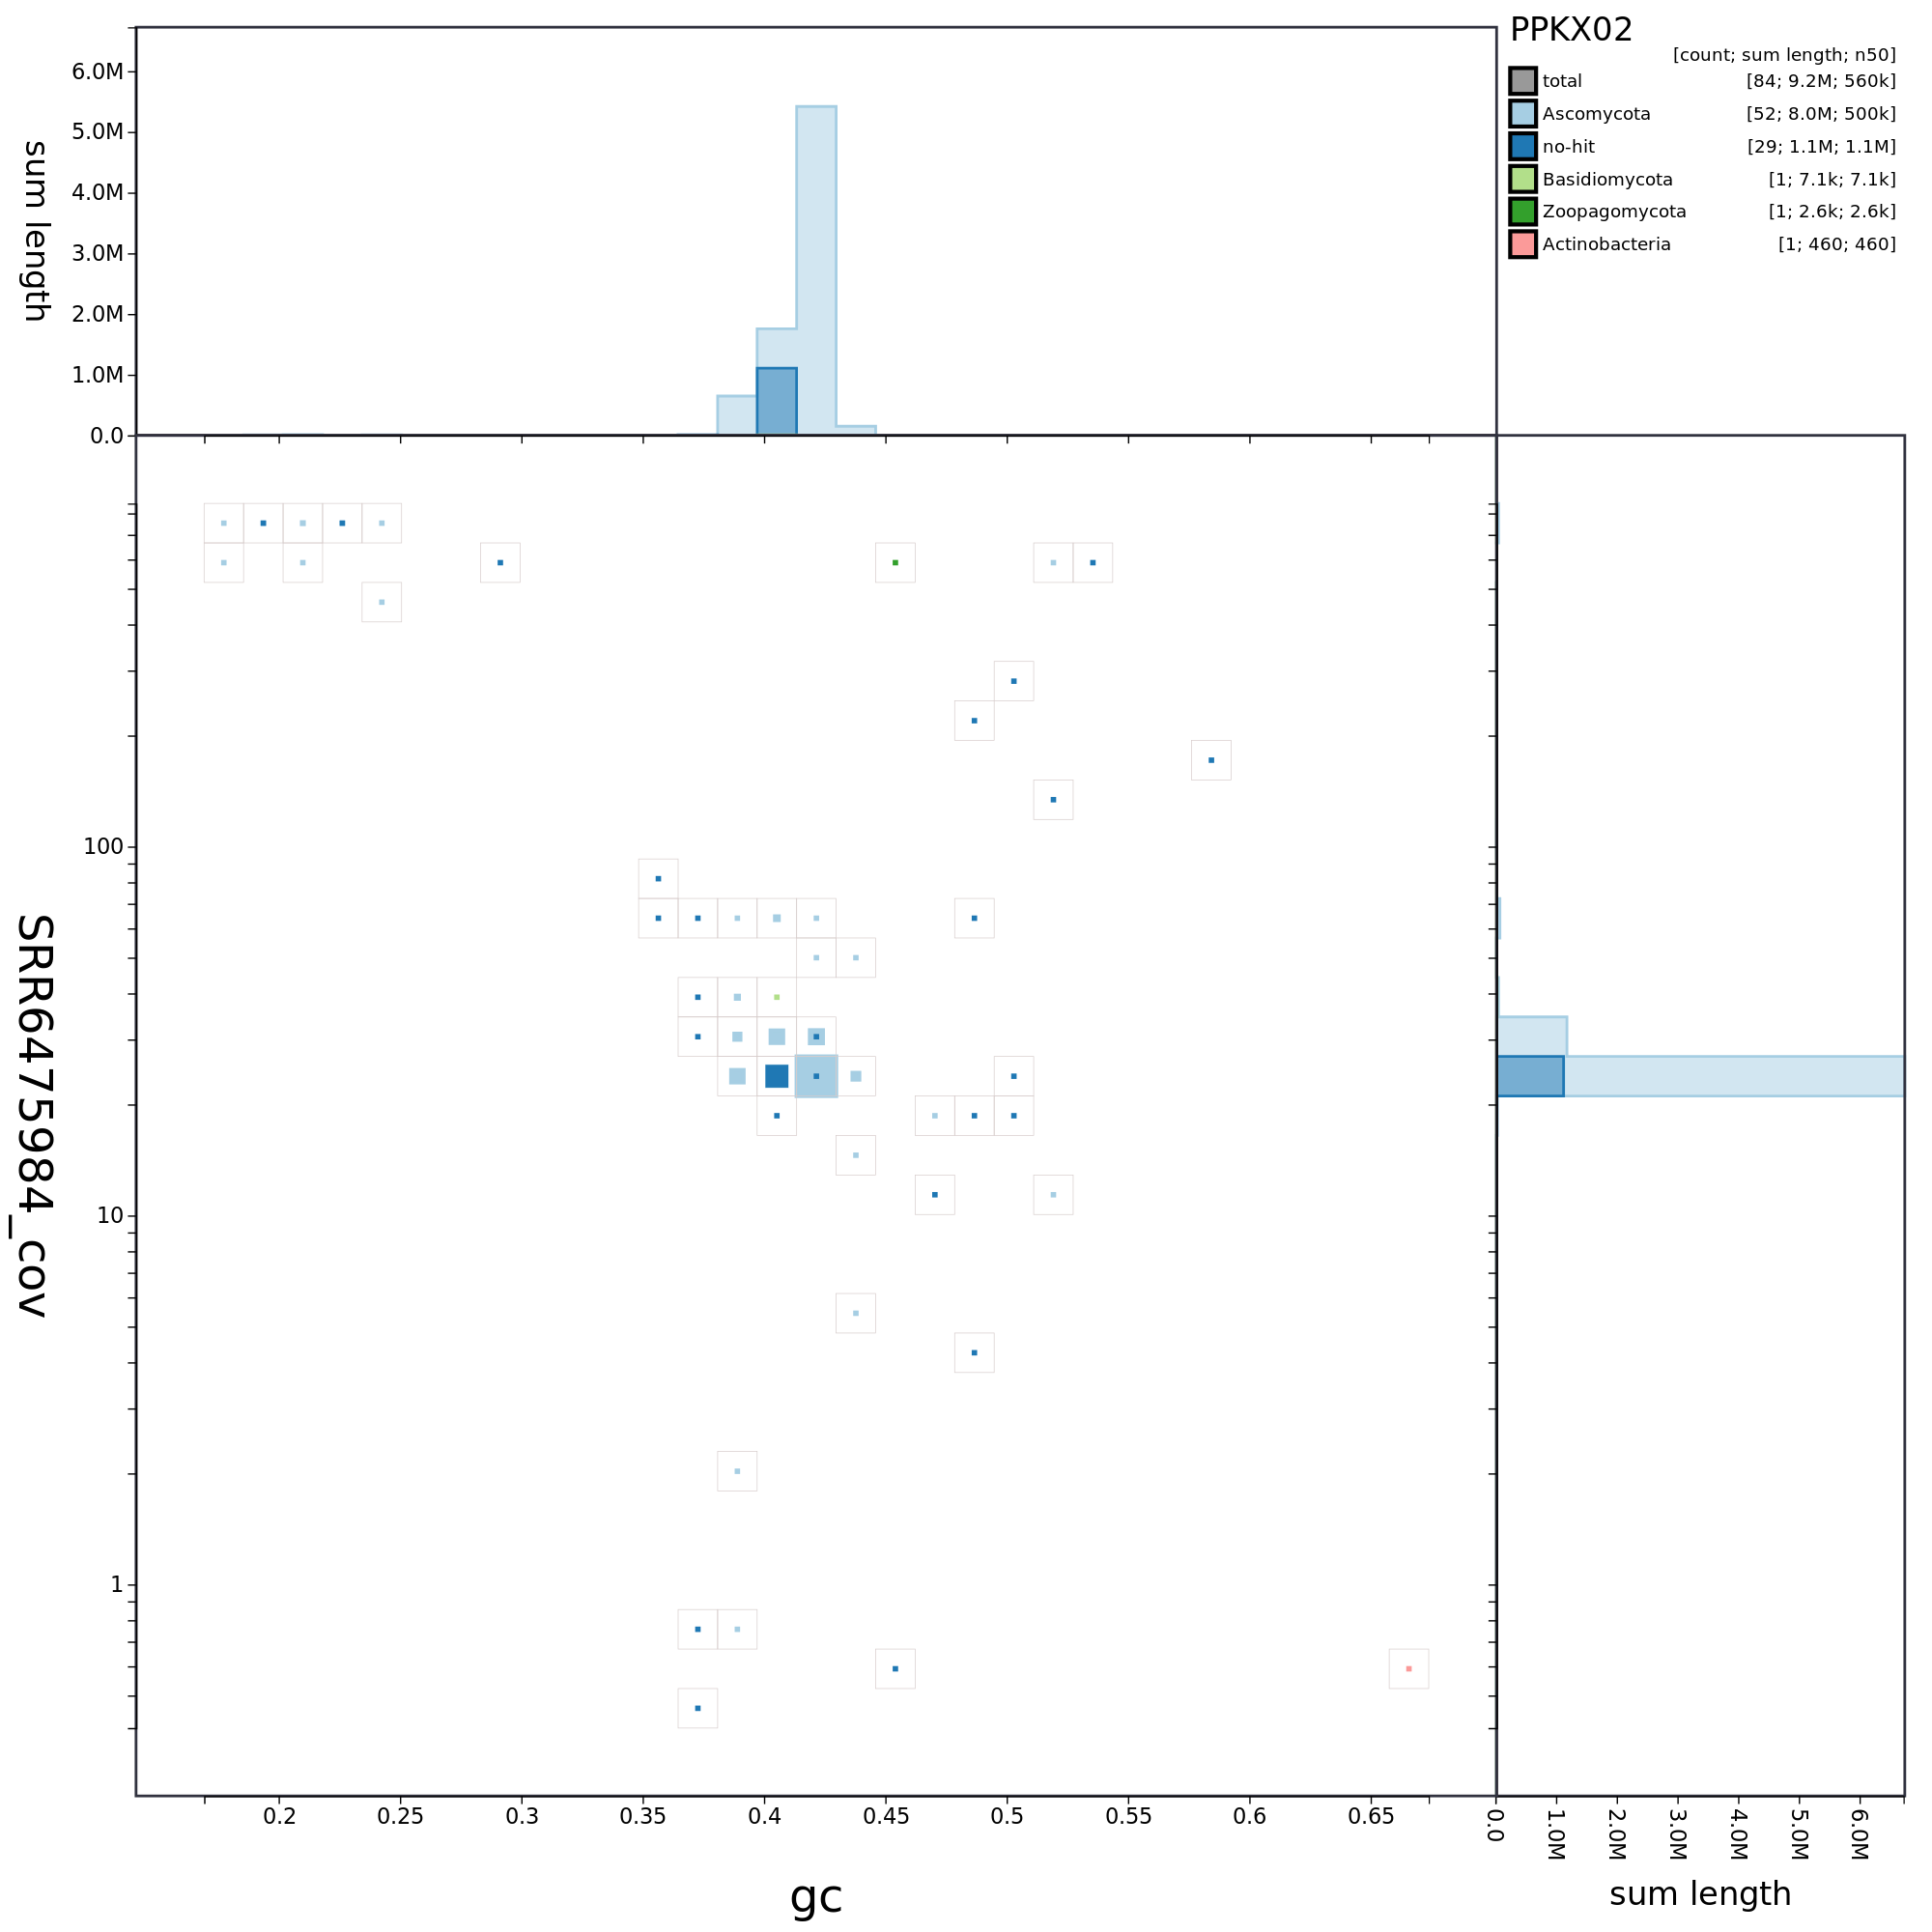 PPKX02
[count; sum length; n50]
total [84; 9.2M; 560k]
Ascomycota [52; 8.0M; 500k]
no-hit [29; 1.1M; 1.1M]
Basidiomycota [1; 7.1k; 7.1k]
Zoopagomycota [1; 2.6k; 2.6k]
Actinobacteria [1; 460; 460]
sum length
6.0M
5.0M
4.0M
3.0M
2.0M
1.0M
0.0
SRR6475984_cov
100
10
1
0.2 0.25 0.3 0.35 0.4 0.45 0.5 0.55 0.6 0.65
gc
0.0 1.0M 2.0M 3.0M 4.0M 5.0M 6.0M
sum length